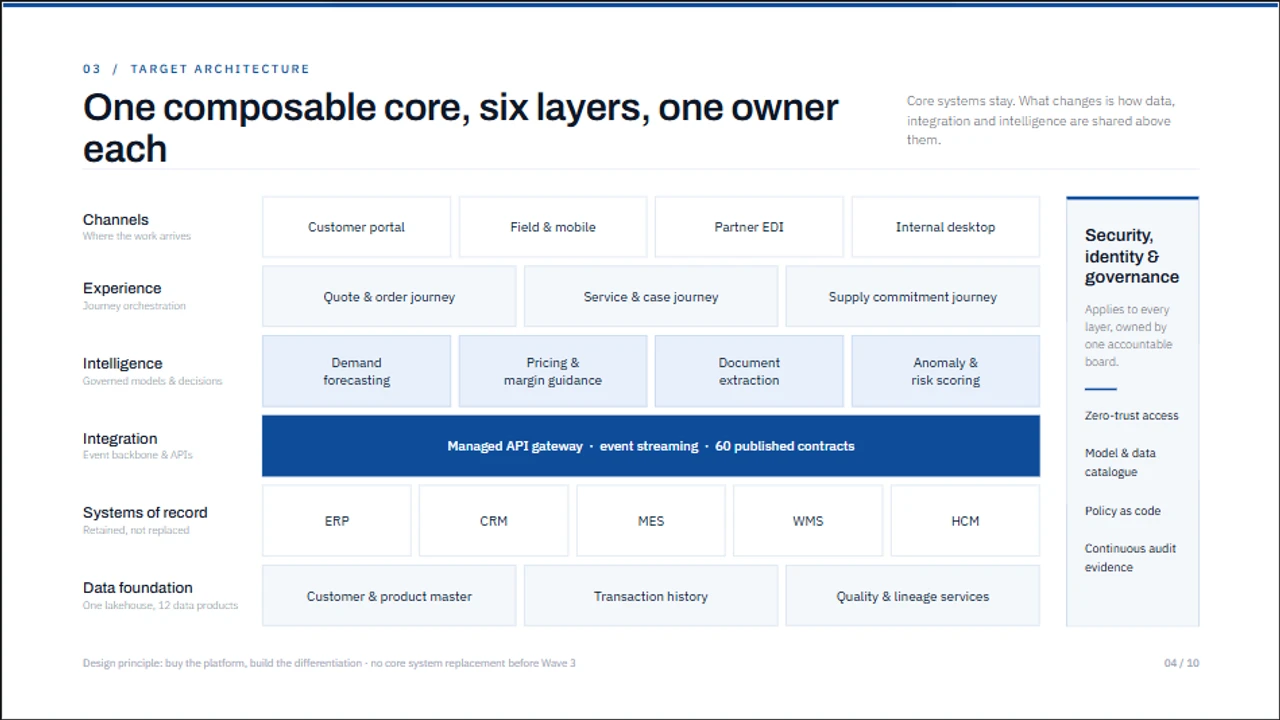 03 / TARGET ARCHITECTURE
One composable core, six layers, one owner
each
Core systems stay. What changes is how data,
integration and intelligence are shared above
them.
Channels
Where the work arrives
Customer portal
Field & mobile
Partner EDI
Internal desktop
Experience
Journey orchestration
Quote & order journey
Service & case journey
Supply commitment journey
Intelligence
Governed models & decisions
Demand
forecasting
Pricing &
margin guidance
Document
extraction
Anomaly &
risk scoring
Integration
Event backbone & APIs
Managed API gateway · event streaming · 60 published contracts
Systems of record
Retained, not replaced
ERP
CRM
MES
WMS
HCM
Data foundation
One lakehouse, 12 data products
Customer & product master
Transaction history
Quality & lineage services
Security,
identity &
governance
Applies to every
layer, owned by
one accountable
board.
Zero-trust access
Model & data
catalogue
Policy as code
Continuous audit
evidence
Design principle: buy the platform, build the differentiation - no core system replacement before Wave 3
04 / 10